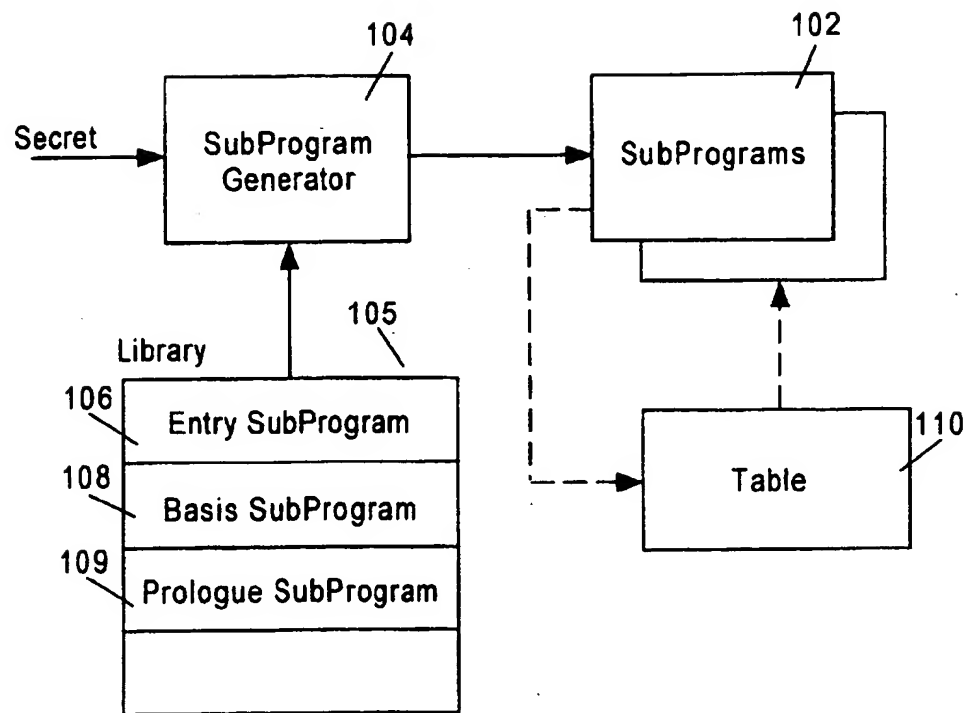 104
102
Secret
SubProgram
Generator
SubPrograms
105
Library
106
Entry SubProgram
110
108
Basis SubProgram
Table
109
Prologue SubProgram